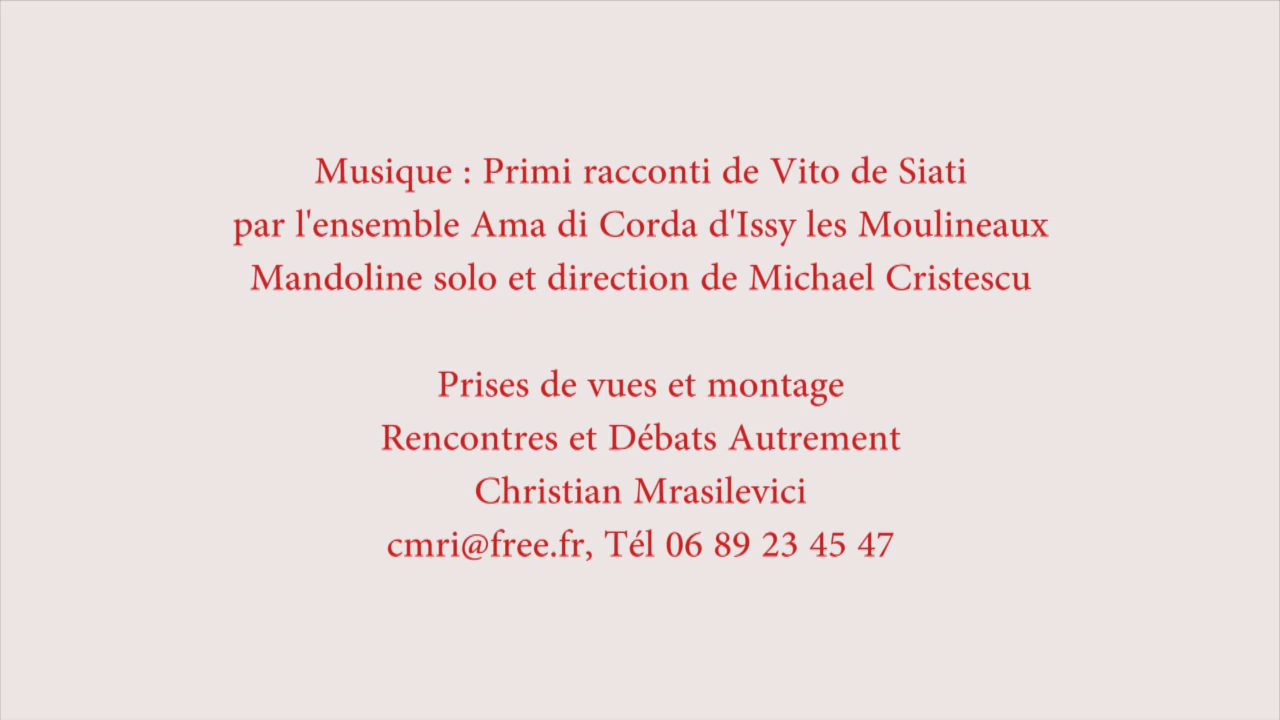 Musique : Primi racconti de Vito de Siati
par l'ensemble Ama di Corda d'Issy les Moulineaux
Mandoline solo et direction de Michael Cristescu
Prises de vues et montage
Rencontres et Débats Autrement
Christian Mrasilevici
cmri@free.fr, Tél 06 89 23 45 47